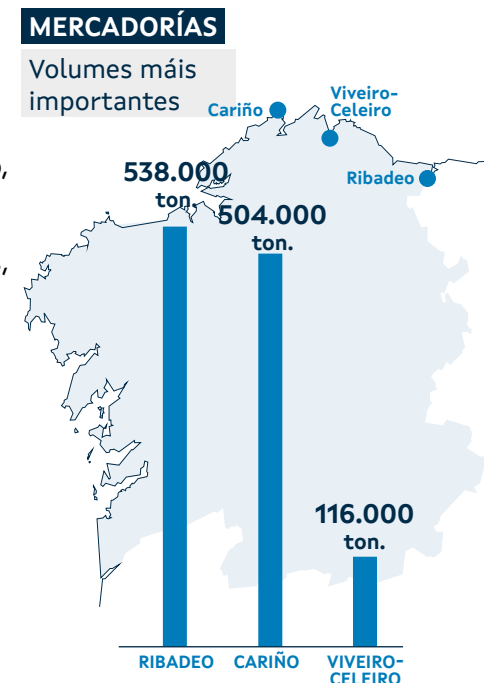 MERCADORÍAS
Volumes máis
importantes
Cariño
Viveiro-
Celeiro
Ribadeo
538.000
ton.
504.000
ton.
116.000
ton.
RIBADEO
CARIÑO
VIVEIRO-
CELEIRO